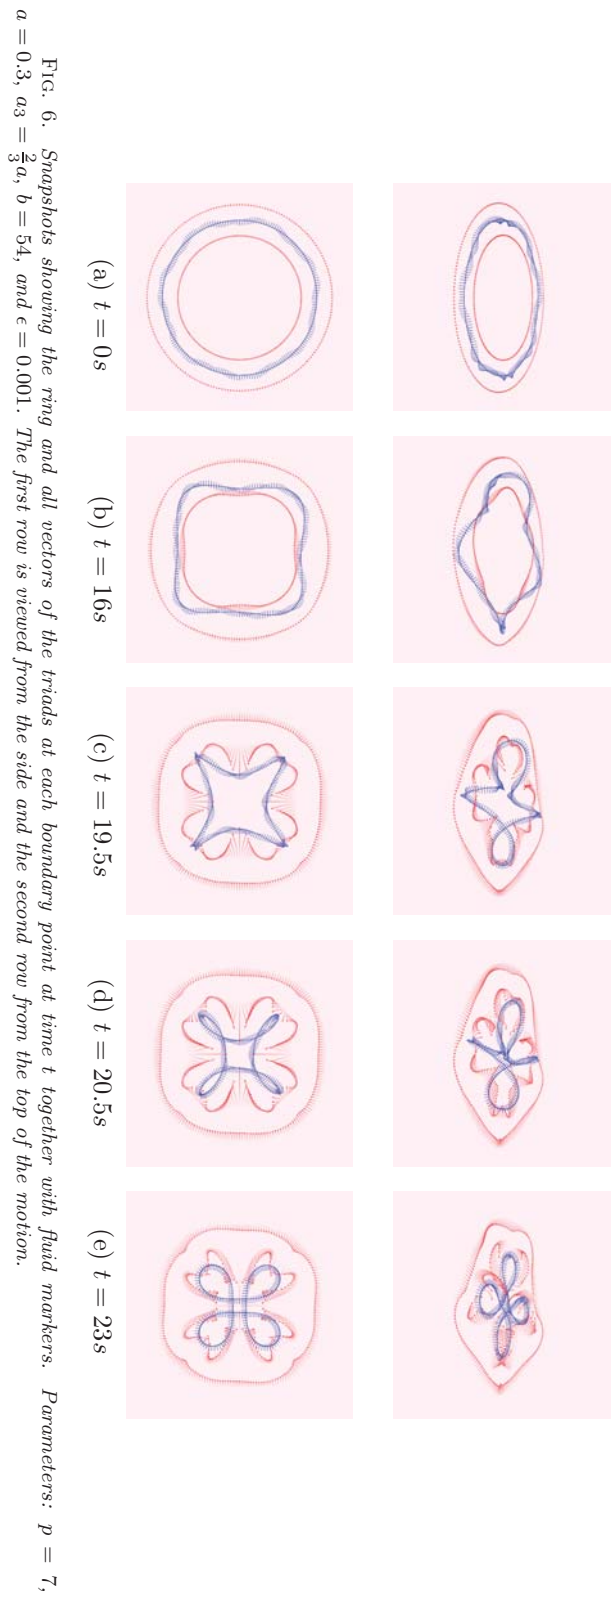 (a) t = 0s
(b) t = 16s
(c) t = 19.5s
(d) t = 20.5s
(e) t = 23s
FIG. 6. Snapshots showing the ring and all vectors of the triads at each boundary point at time t together with fluid markers. Parameters: p = 7,
a = 0.3, a₃ = ⅔a, b = 54, and ϵ = 0.001. The first row is viewed from the side and the second row from the top of the motion.